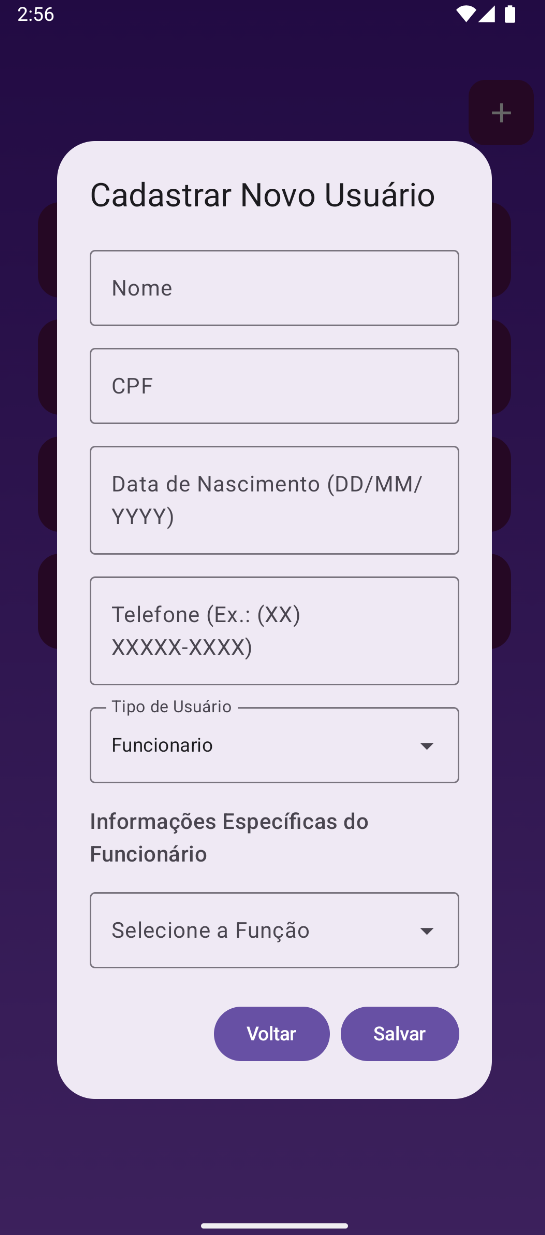 2:56
+
Cadastrar Novo Usuário
Nome
CPF
Data de Nascimento (DD/MM/
YYYY)
Telefone (Ex.: (XX)
XXXXX-XXXX)
Tipo de Usuário
Funcionario
Informações Específicas do
Funcionário
Selecione a Função
Voltar Salvar